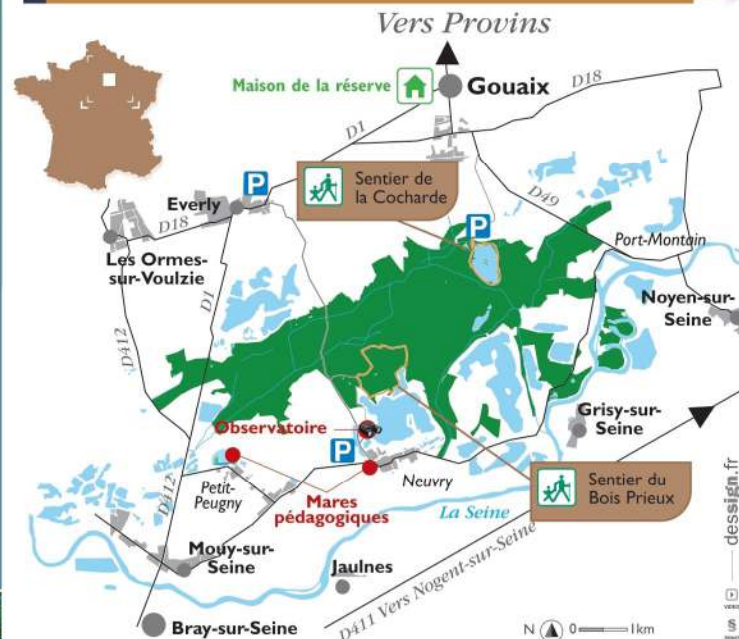 Vers Provins
Maison de la réserve
Gouaix
D18
D1
Sentier de
la Cocharde
P
Everly
D18
P
D49
Port-Montain
Les Ormes-
sur-Voulzie
D1
Noyen-sur-
Seine
D412
Grisy-sur-
Seine
Observatoire
P
Petit-
Peugny
Neuvry
Sentier du
Bois Prieux
D412
Mares
pédagogiques
La Seine
Mouy-sur-
Seine
Jaulnes
D411 Vers Nogent-sur-Seine
Bray-sur-Seine
N
0
1km
dessign.fr